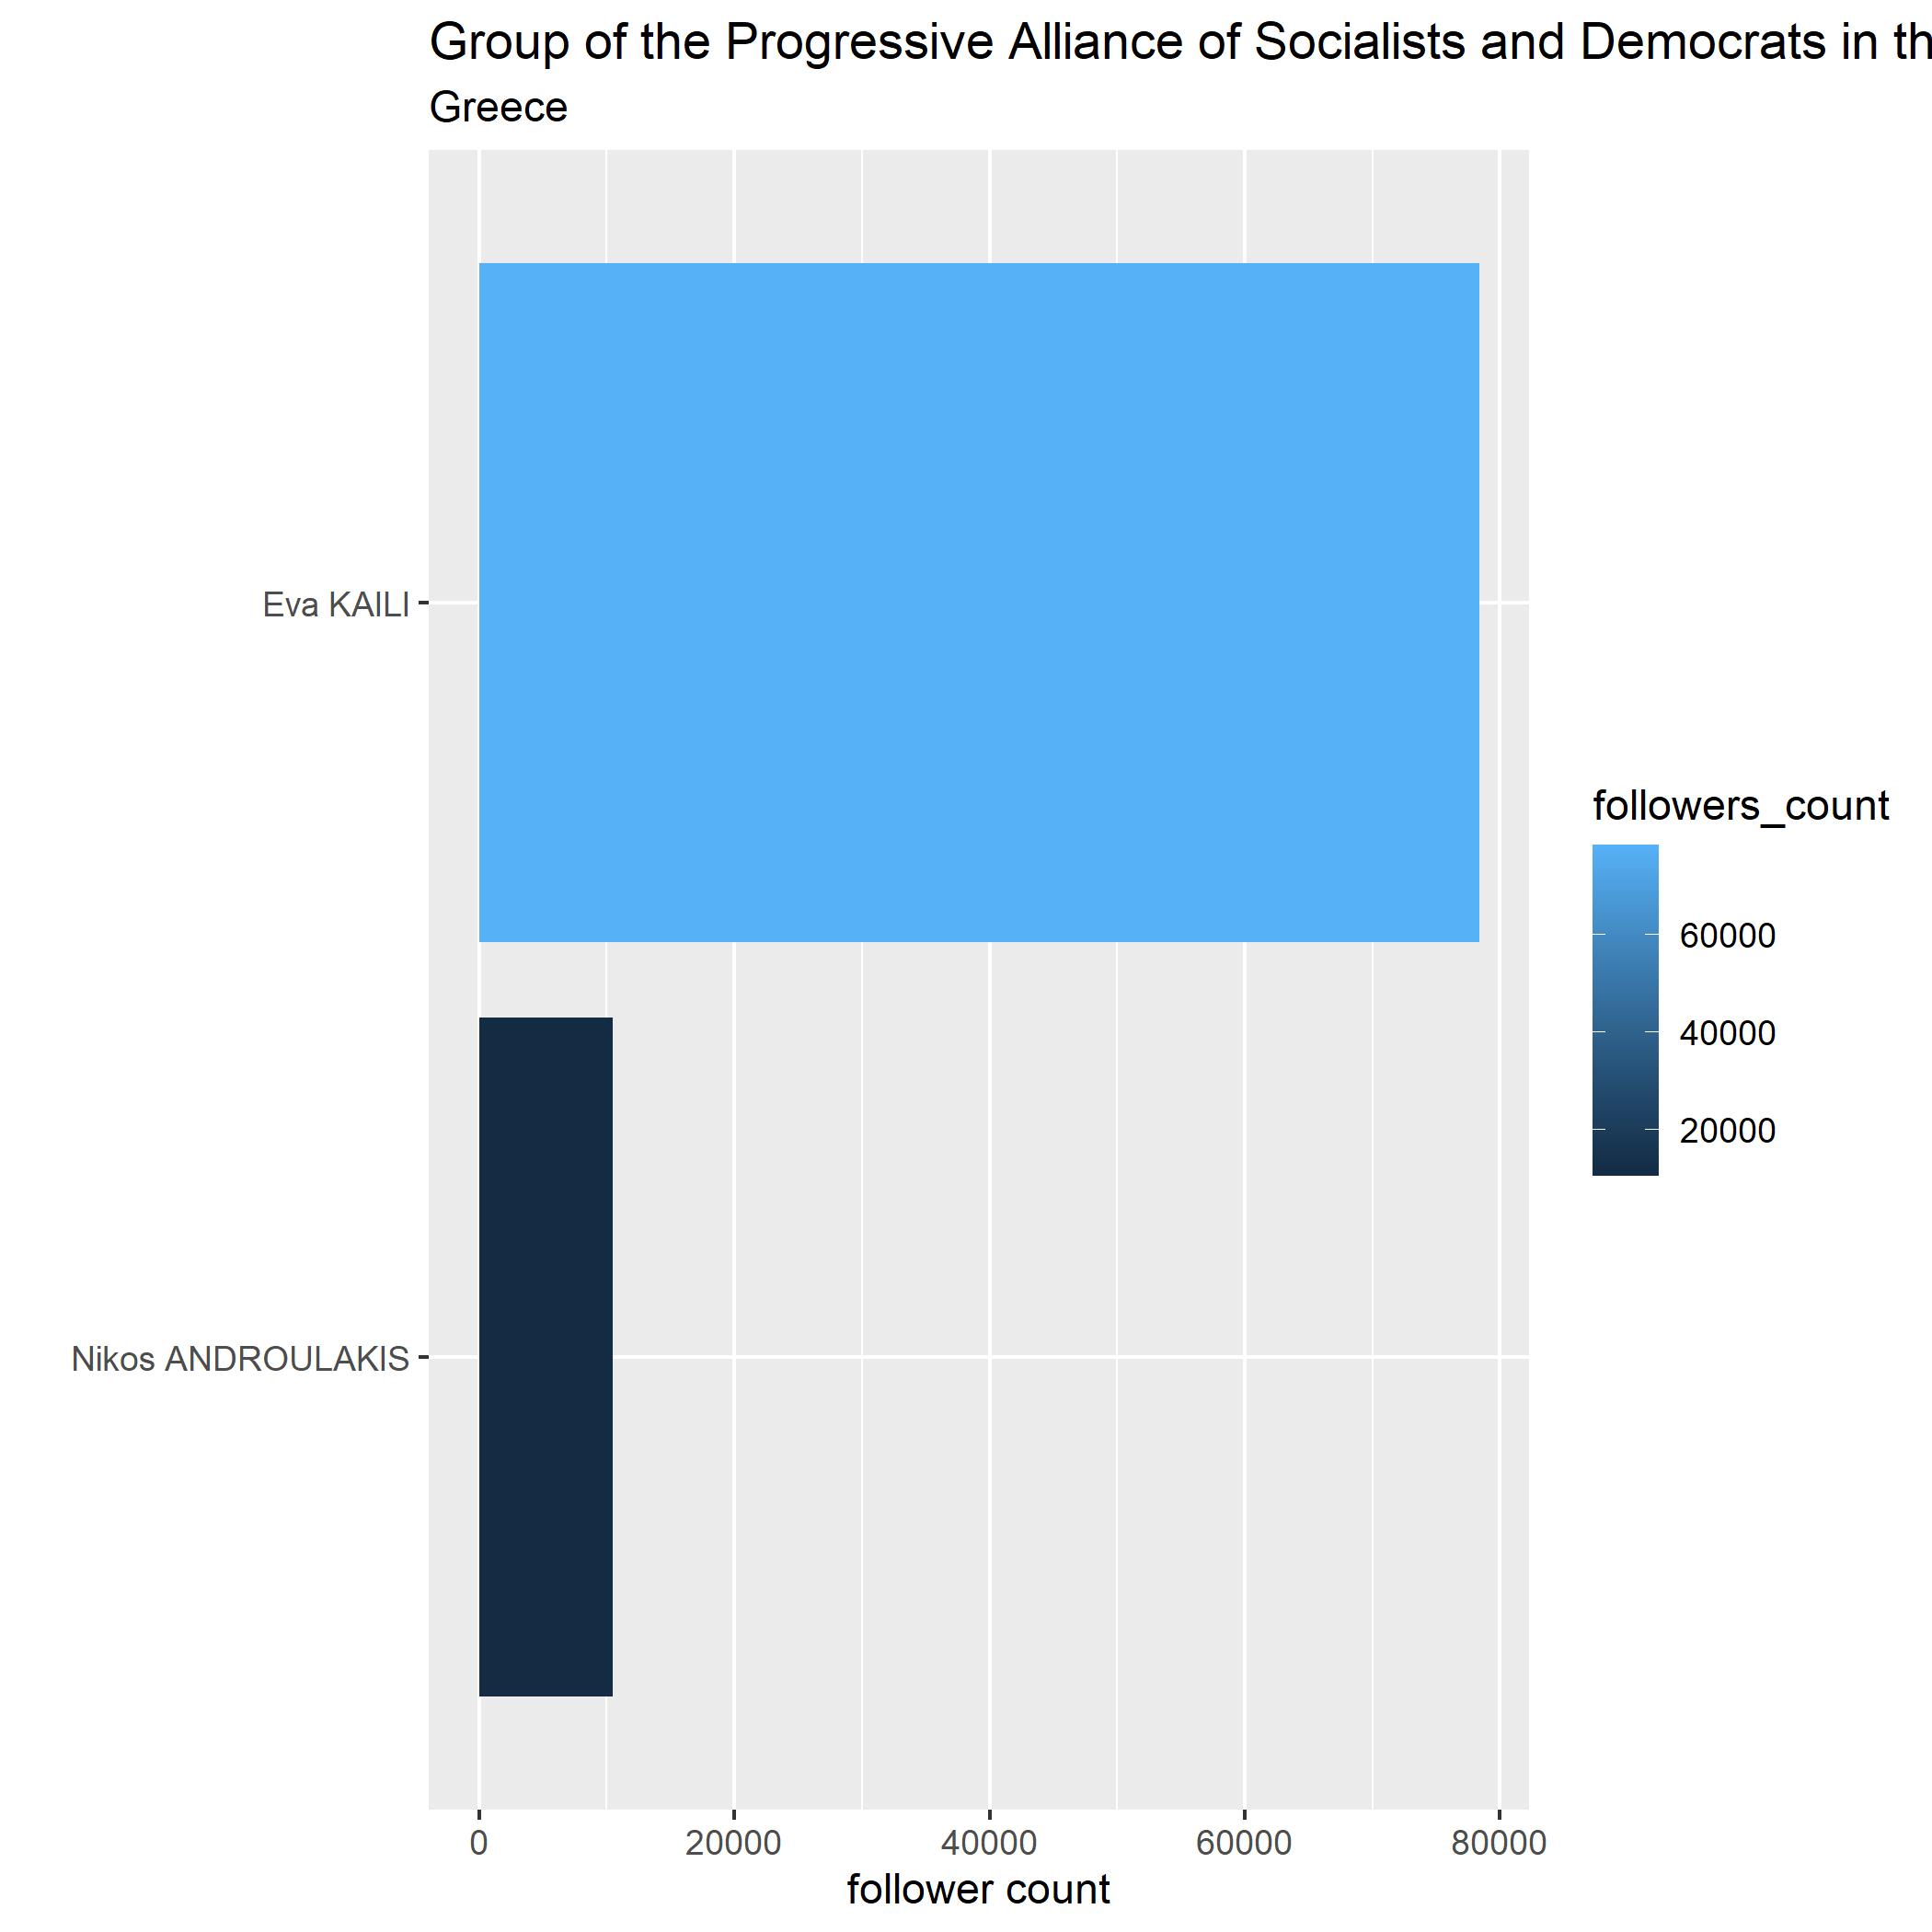 Group of the Progressive Alliance of Socialists and Democrats in th
Greece
Eva KAILI
Nikos ANDROULAKIS
0
20000
40000
60000
80000
follower count
followers_count
60000
40000
20000